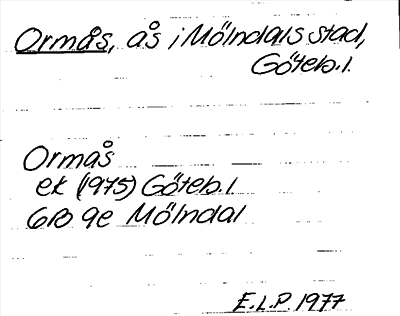 Ormås, ås i Mölndals stad,
Göteb. l.
Ormås
ek (1975) Göteb. l.
6B 9e Mölndal
E.L.P. 1977